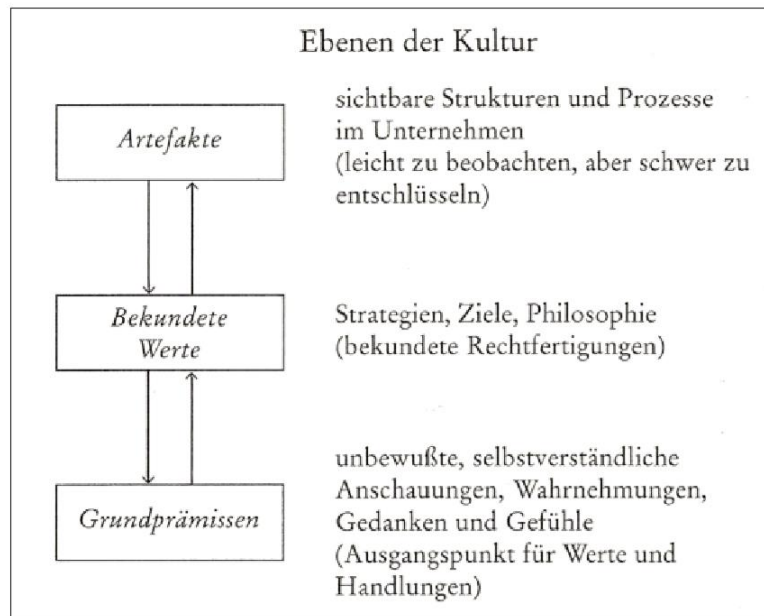 Ebenen der Kultur
Artefakte
sichtbare Strukturen und Prozesse
im Unternehmen
(leicht zu beobachten, aber schwer zu
entschlüsseln)
Bekundete
Werte
Strategien, Ziele, Philosophie
(bekundete Rechtfertigungen)
Grundprämissen
unbewußte, selbstverständliche
Anschauungen, Wahrnehmungen,
Gedanken und Gefühle
(Ausgangspunkt für Werte und
Handlungen)